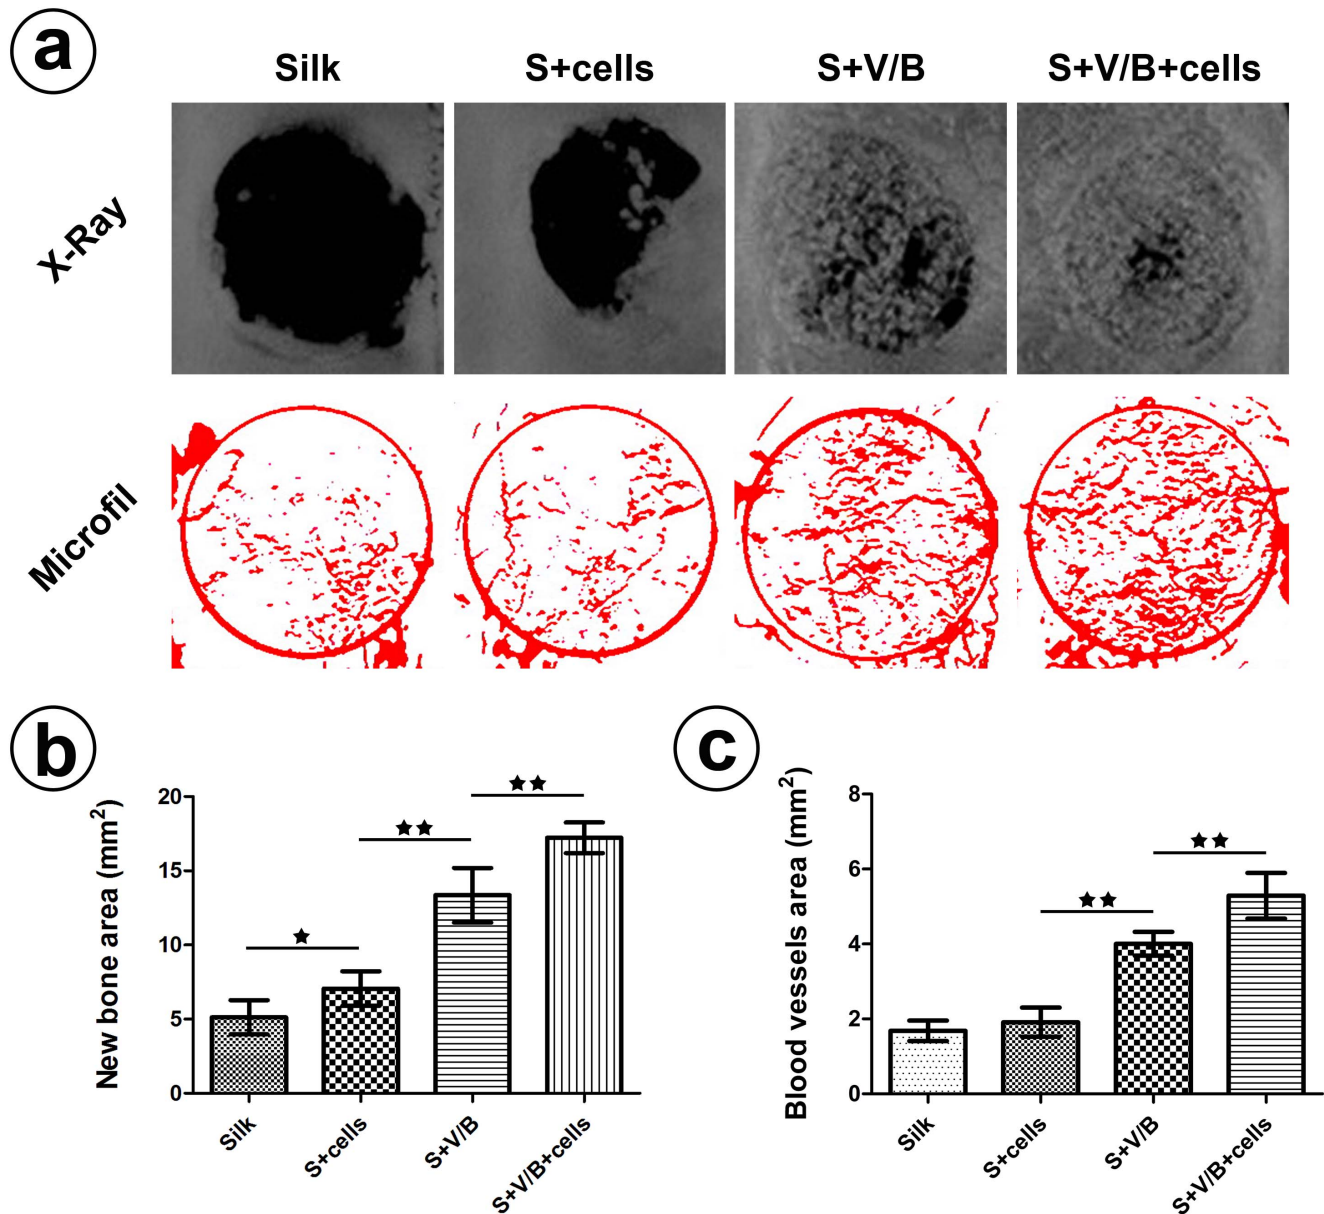 a
Silk
S+cells
S+V/B
S+V/B+cells
X-Ray
Microfil
b
New bone area (mm²)
20
15
10
5
0
★
★★
★★
Silk
S+cells
S+V/B
S+V/B+cells
c
Blood vessels area (mm²)
8
6
4
2
0
★★
★★
Silk
S+cells
S+V/B
S+V/B+cells